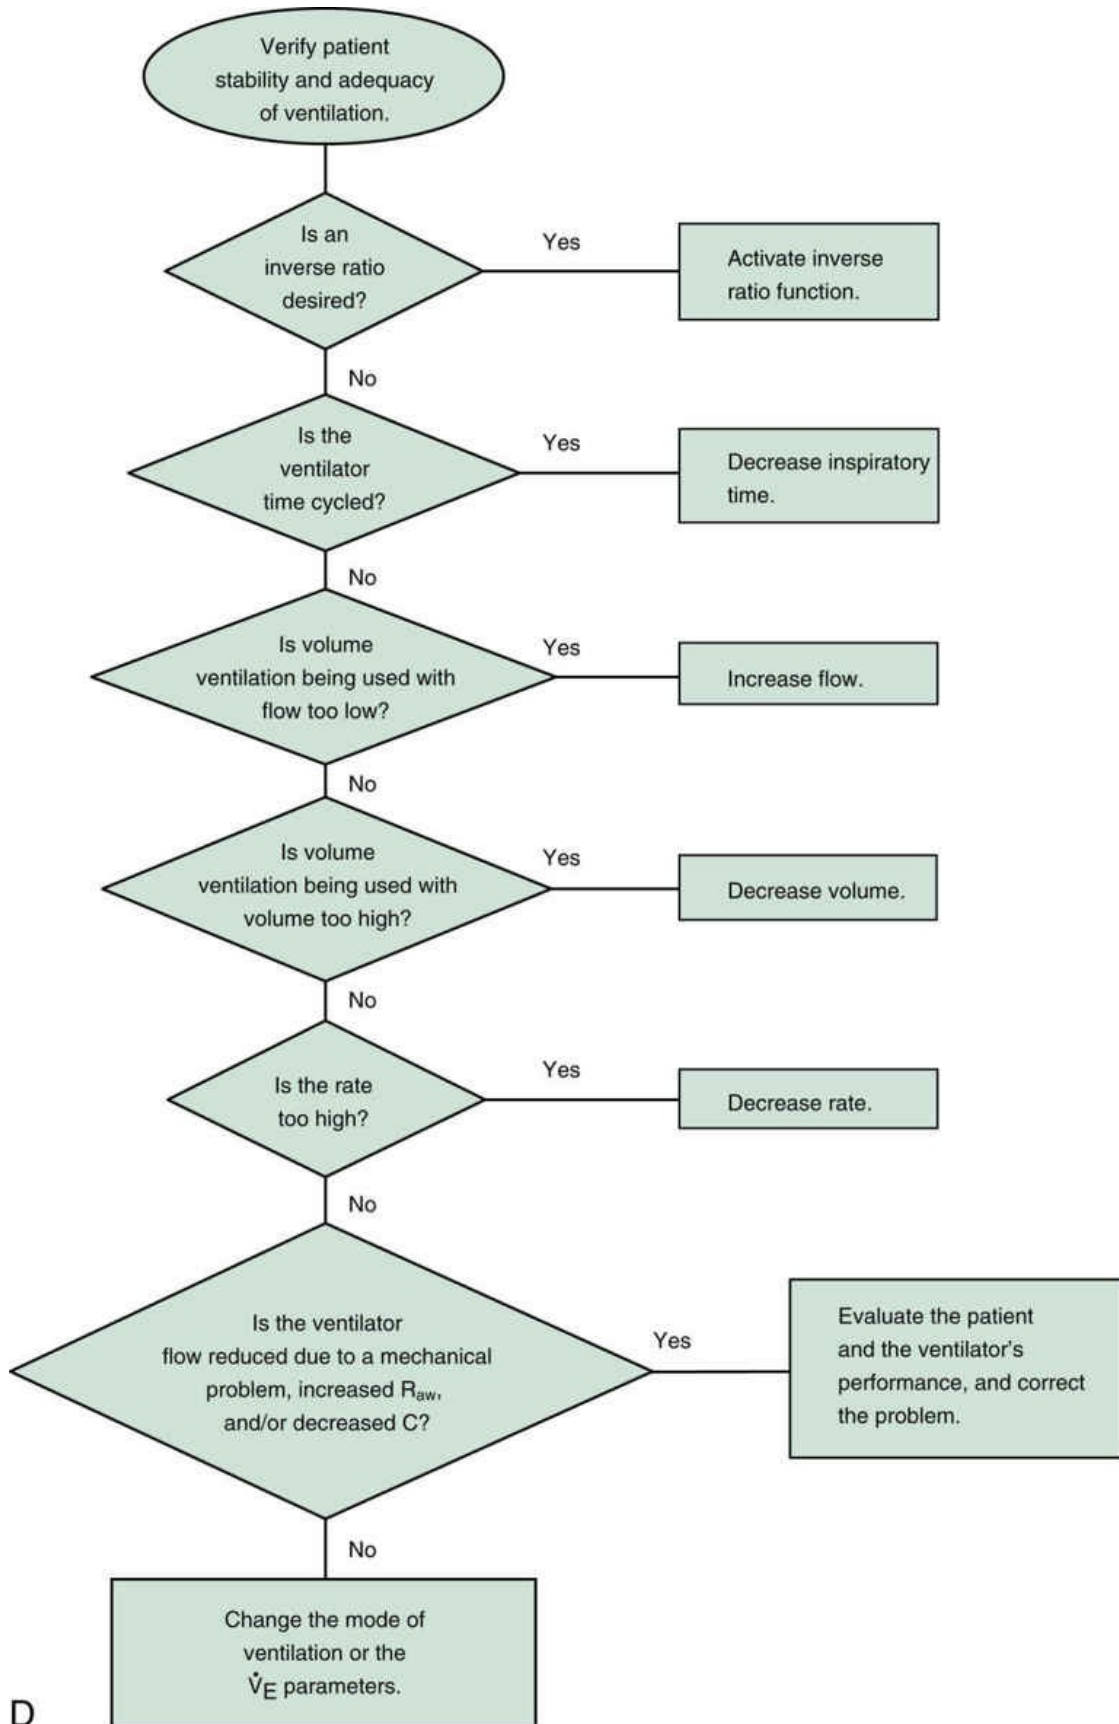 Verify patient
stability and adequacy
of ventilation.
Is an
inverse ratio
desired?
Yes
Activate inverse
ratio function.
No
Is the
ventilator
time cycled?
Yes
Decrease inspiratory
time.
No
Is volume
ventilation being used with
flow too low?
Yes
Increase flow.
No
Is volume
ventilation being used with
volume too high?
Yes
Decrease volume.
No
Is the rate
too high?
Yes
Decrease rate.
No
Is the ventilator
flow reduced due to a mechanical
problem, increased Raw,
and/or decreased C?
Yes
Evaluate the patient
and the ventilator's
performance, and correct
the problem.
No
Change the mode of
ventilation or the
V̇E parameters.
D